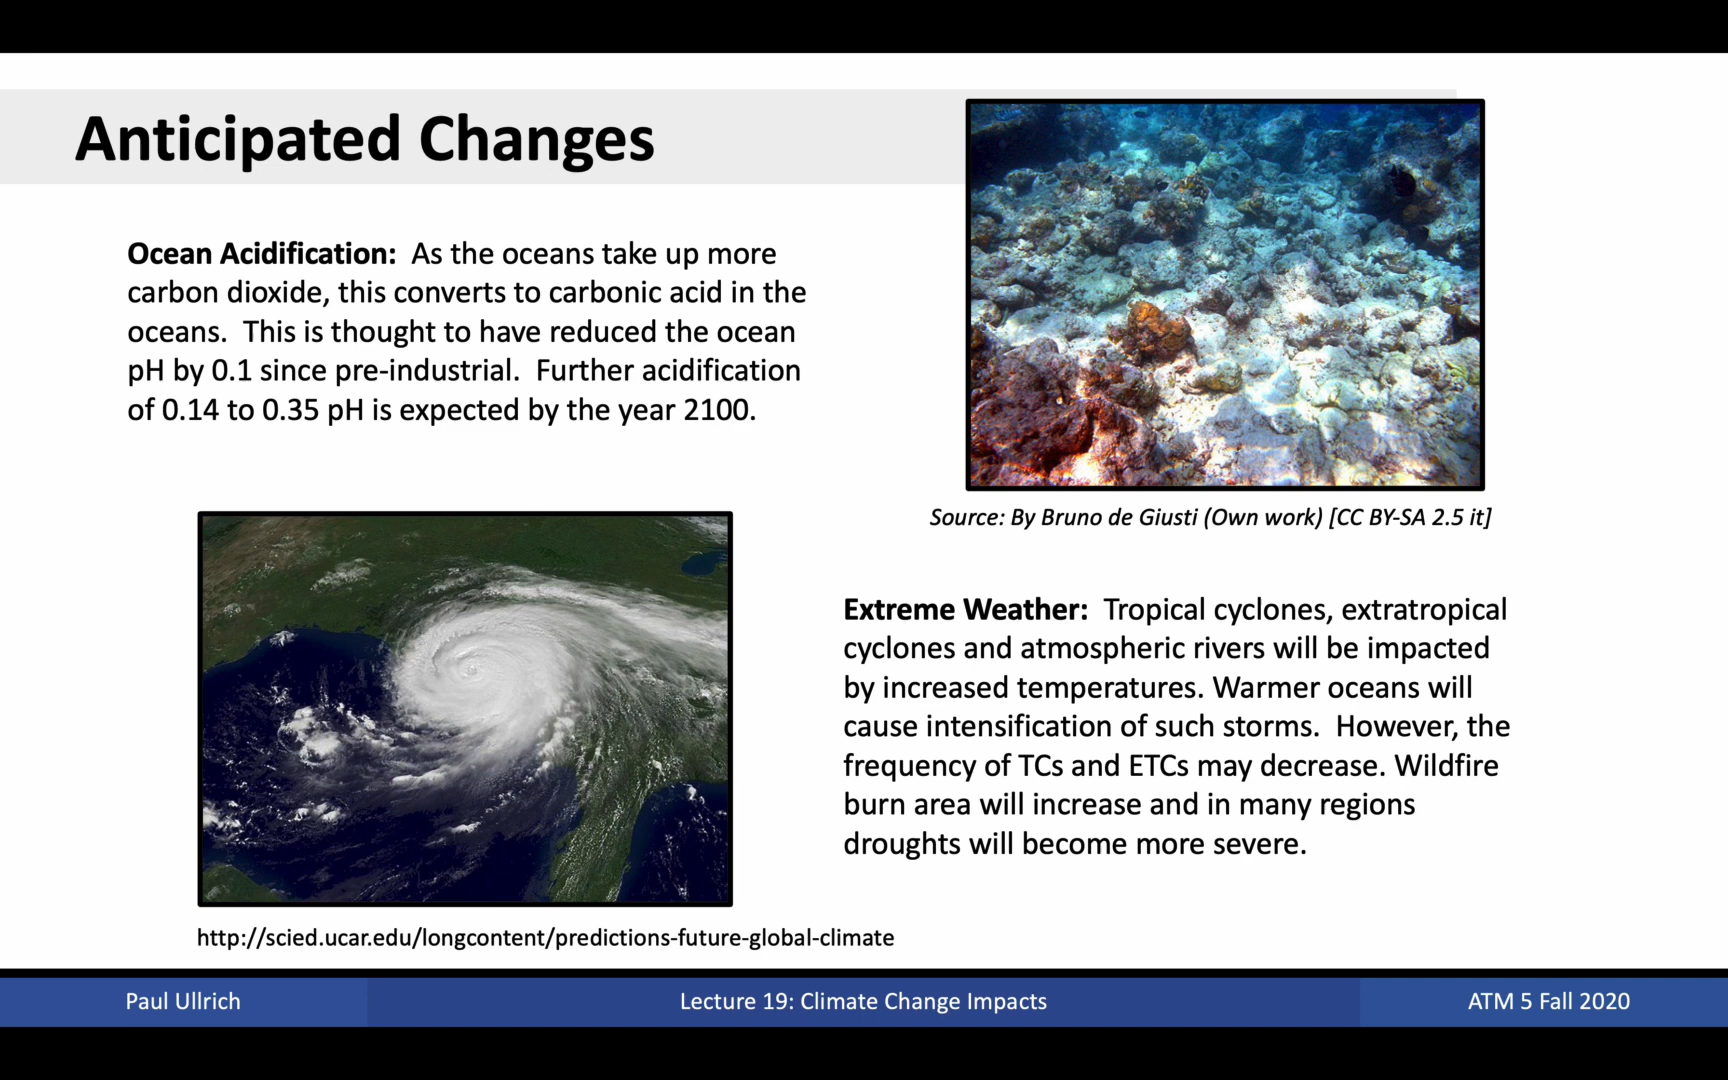 Anticipated Changes
Ocean Acidification: As the oceans take up more
carbon dioxide, this converts to carbonic acid in the
oceans. This is thought to have reduced the ocean
pH by 0.1 since pre-industrial. Further acidification
of 0.14 to 0.35 pH is expected by the year 2100.
Source: By Bruno de Giusti (Own work) [CC BY-SA 2.5 it]
Extreme Weather: Tropical cyclones, extratropical
cyclones and atmospheric rivers will be impacted
by increased temperatures. Warmer oceans will
cause intensification of such storms. However, the
frequency of TCs and ETCs may decrease. Wildfire
burn area will increase and in many regions
droughts will become more severe.
http://scied.ucar.edu/longcontent/predictions-future-global-climate
Paul Ullrich
Lecture 19: Climate Change Impacts
ATM 5 Fall 2020